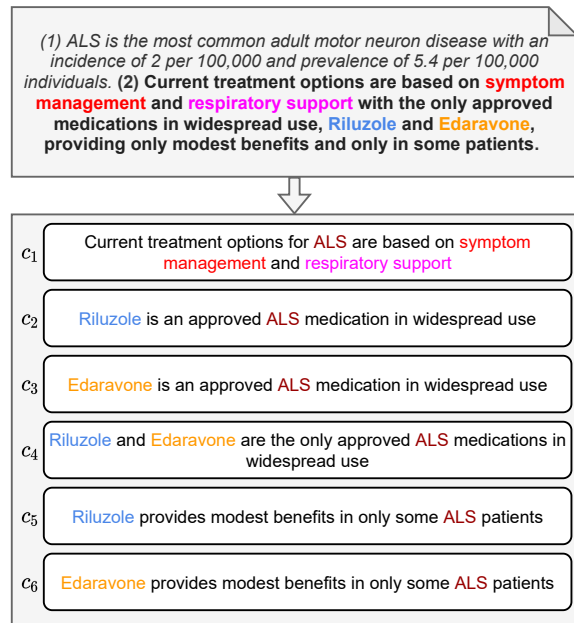 (1) ALS is the most common adult motor neuron disease with an
incidence of 2 per 100,000 and prevalence of 5.4 per 100,000
individuals. (2) Current treatment options are based on symptom
management and respiratory support with the only approved
medications in widespread use, Riluzole and Edaravone,
providing only modest benefits and only in some patients.
c1
Current treatment options for ALS are based on symptom
management and respiratory support
c2
Riluzole is an approved ALS medication in widespread use
c3
Edaravone is an approved ALS medication in widespread use
c4
Riluzole and Edaravone are the only approved ALS medications in
widespread use
c5
Riluzole provides modest benefits in only some ALS patients
c6
Edaravone provides modest benefits in only some ALS patients